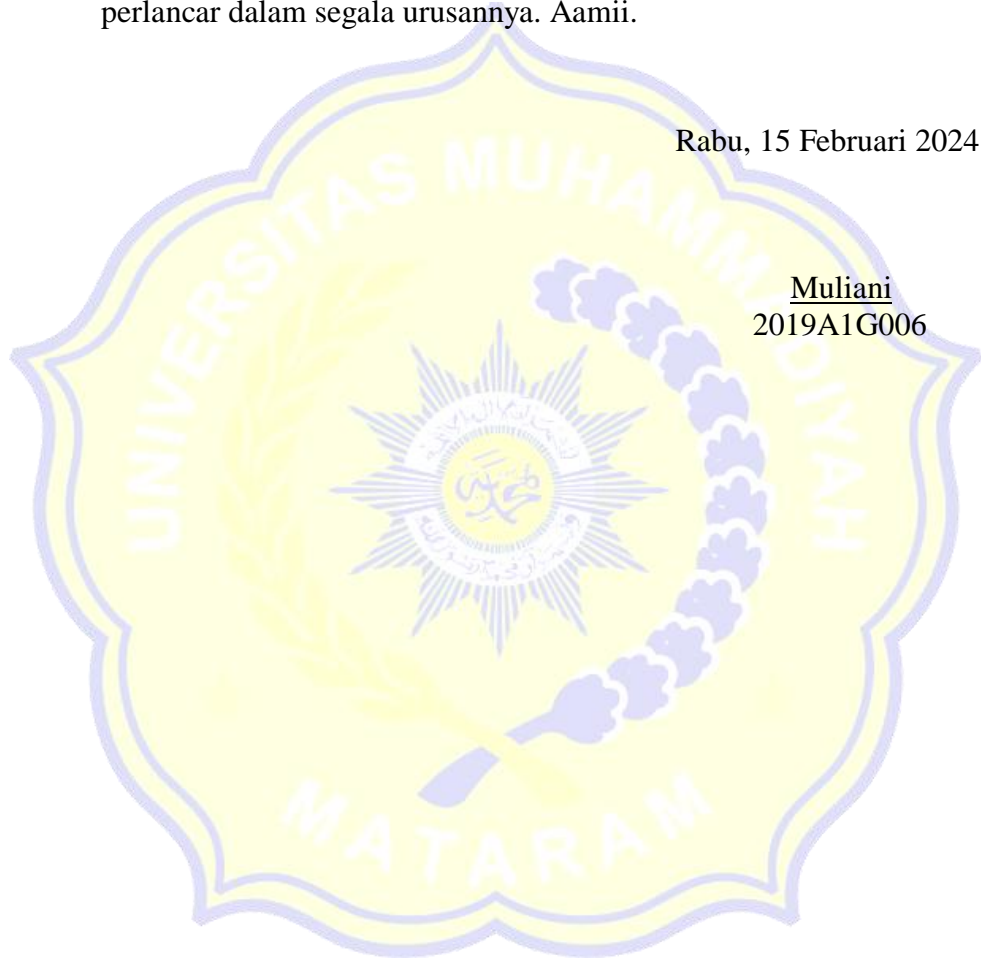 perlancar dalam segala urusannya. Aamii.
Rabu, 15 Februari 2024
Muliani
2019A1G006
UNIVERSITAS MUHAMMADIYAH
MATARAM